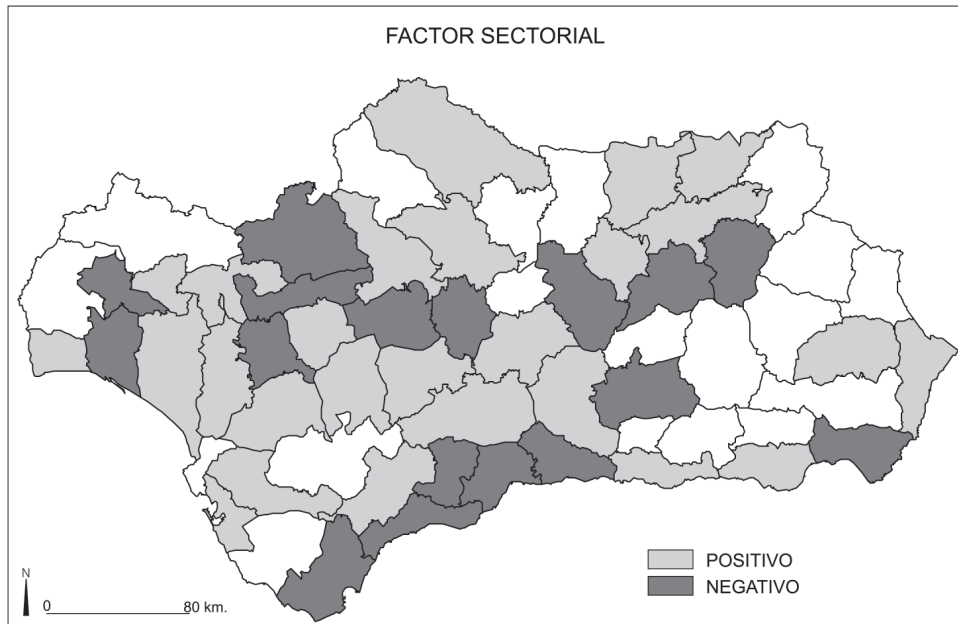 FACTOR SECTORIAL
POSITIVO
NEGATIVO
N
0 80 km.